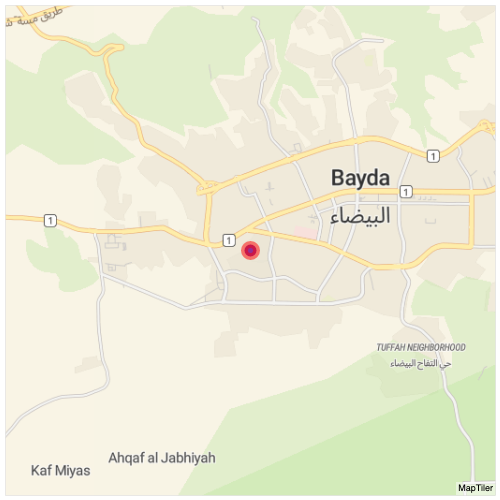 طريق مسة ش
1
Bayda
البيضاء
1
1
1
TUFFAH NEIGHBORHOOD
حي التفاح البيضاء
Ahqaf al Jabhiyah
Kaf Miyas
MapTiler